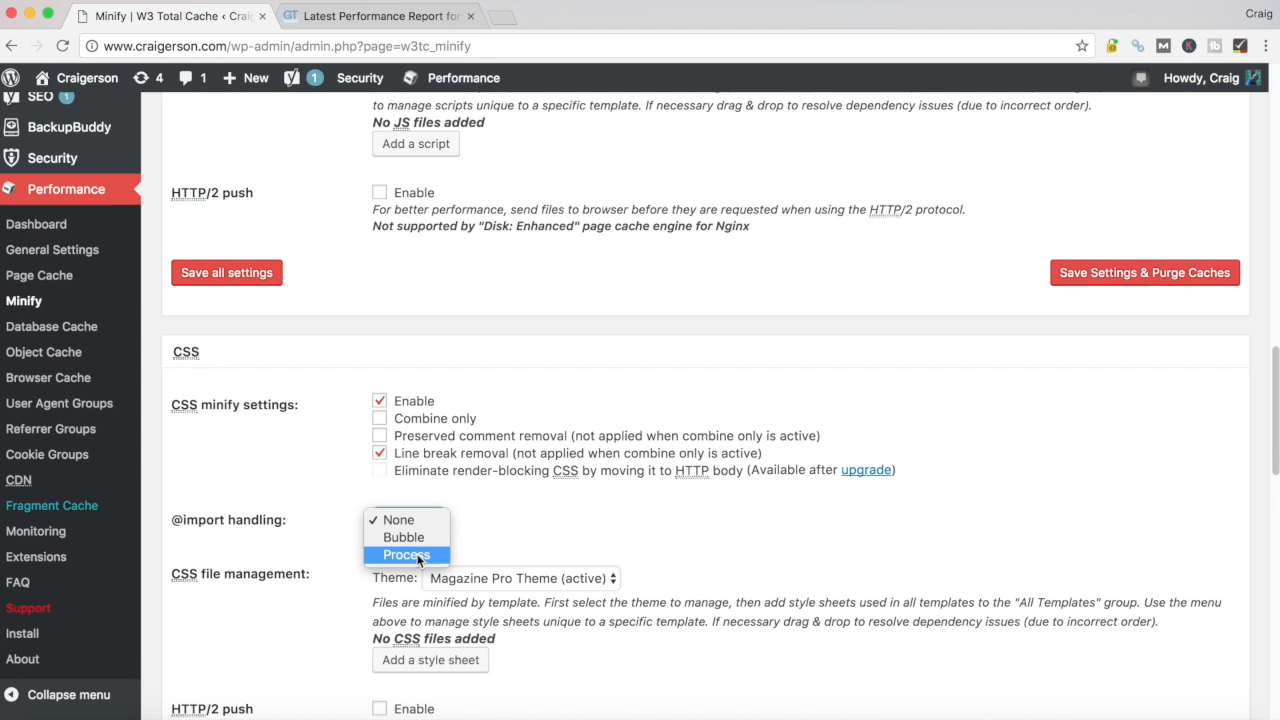 Minify | W3 Total Cache ‹ Craig
GT Latest Performance Report for
Craig
www.craigerson.com/wp-admin/admin.php?page=w3tc_minify
Craigerson 4 1 New 1 Security Performance Howdy, Craig
SEO 1
BackupBuddy
Security
Performance
Dashboard
General Settings
Page Cache
Minify
Database Cache
Object Cache
Browser Cache
User Agent Groups
Referrer Groups
Cookie Groups
CDN
Fragment Cache
Monitoring
Extensions
FAQ
Support
Install
About
Collapse menu
to manage scripts unique to a specific template. If necessary drag & drop to resolve dependency issues (due to incorrect order).
No JS files added
Add a script
HTTP/2 push
Enable
For better performance, send files to browser before they are requested when using the HTTP/2 protocol.
Not supported by "Disk: Enhanced" page cache engine for Nginx
Save all settings
Save Settings & Purge Caches
CSS
CSS minify settings:
Enable
Combine only
Preserved comment removal (not applied when combine only is active)
Line break removal (not applied when combine only is active)
Eliminate render-blocking CSS by moving it to HTTP body (Available after upgrade)
@import handling:
✓ None
Bubble
Process
CSS file management:
Theme: Magazine Pro Theme (active)
Files are minified by template. First select the theme to manage, then add style sheets used in all templates to the "All Templates" group. Use the menu
above to manage style sheets unique to a specific template. If necessary drag & drop to resolve dependency issues (due to incorrect order).
No CSS files added
Add a style sheet
HTTP/2 push
Enable